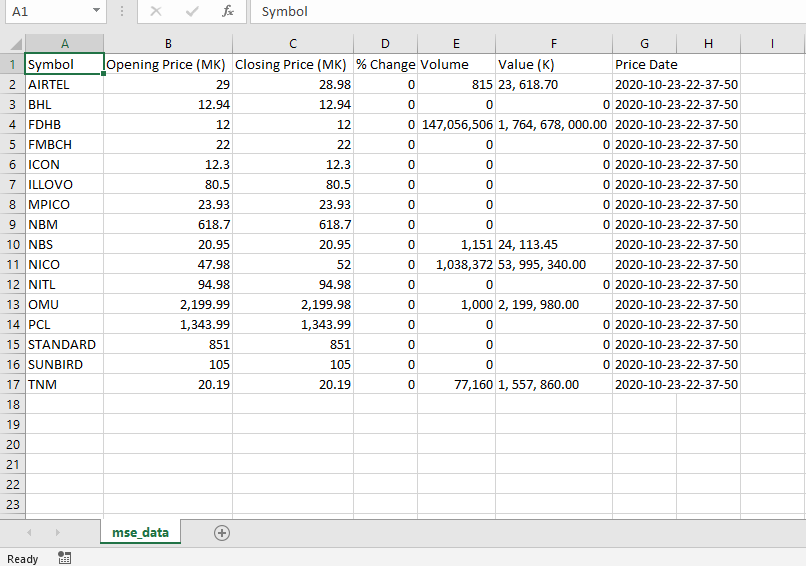 A1 fx Symbol
A B C D E F G H I
1 Symbol Opening Price (MK) Closing Price (MK) % Change Volume Value (K) Price Date
2 AIRTEL 29 28.98 0 815 23, 618.70 2020-10-23-22-37-50
3 BHL 12.94 12.94 0 0 0 2020-10-23-22-37-50
4 FDHB 12 12 0 147,056,506 1, 764, 678, 000.00 2020-10-23-22-37-50
5 FMBCH 22 22 0 0 0 2020-10-23-22-37-50
6 ICON 12.3 12.3 0 0 0 2020-10-23-22-37-50
7 ILLOVO 80.5 80.5 0 0 0 2020-10-23-22-37-50
8 MPICO 23.93 23.93 0 0 0 2020-10-23-22-37-50
9 NBM 618.7 618.7 0 0 0 2020-10-23-22-37-50
10 NBS 20.95 20.95 0 1,151 24, 113.45 2020-10-23-22-37-50
11 NICO 47.98 52 0 1,038,372 53, 995, 340.00 2020-10-23-22-37-50
12 NITL 94.98 94.98 0 0 0 2020-10-23-22-37-50
13 OMU 2,199.99 2,199.98 0 1,000 2, 199, 980.00 2020-10-23-22-37-50
14 PCL 1,343.99 1,343.99 0 0 0 2020-10-23-22-37-50
15 STANDARD 851 851 0 0 0 2020-10-23-22-37-50
16 SUNBIRD 105 105 0 0 0 2020-10-23-22-37-50
17 TNM 20.19 20.19 0 77,160 1, 557, 860.00 2020-10-23-22-37-50
18
19
20
21
22
23
mse_data
Ready